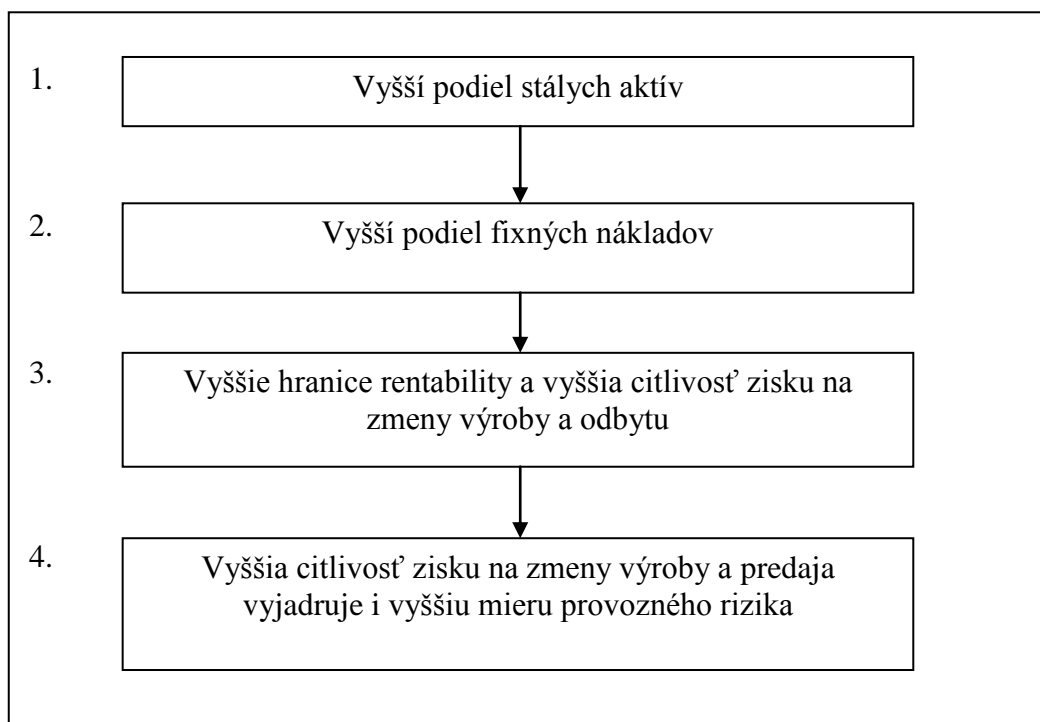 1.
Vyšší podiel stálych aktív
2.
Vyšší podiel fixných nákladov
3.
Vyššie hranice rentability a vyššia citlivosť zisku na
zmeny výroby a odbytu
4.
Vyššia citlivosť zisku na zmeny výroby a predaja
vyjadruje i vyššiu mieru provozného rizika